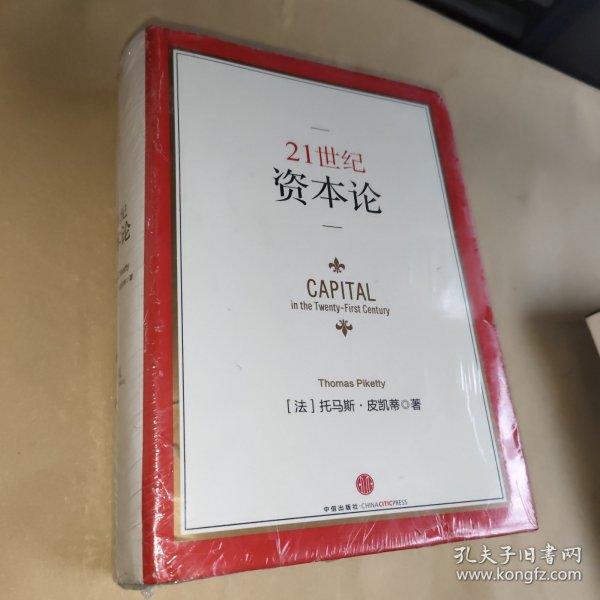 21世纪
资本论
CAPITAL
in the Twenty-First Century
Thomas Piketty
[法]托马斯·皮凯蒂◎著
中信出版社·CHINACITICPRESS
孔夫子旧书网
www.kongfz.com